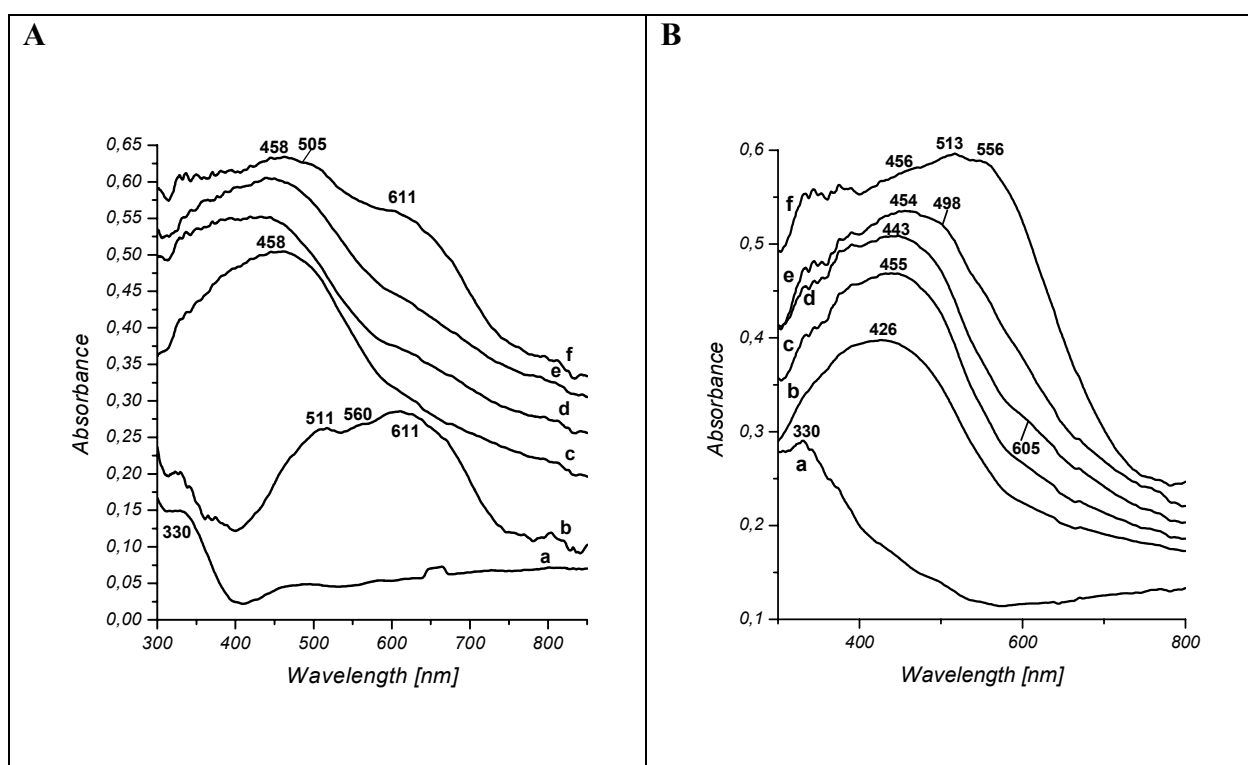 A
0,65
0,60
0,55
0,50
0,45
0,40
0,35
0,30
0,25
0,20
0,15
0,10
0,05
0,00
300 400 500 600 700 800
Absorbance
Wavelength [nm]
458 505
611
458
511 560
611
330
f
e
d
c
b
a
B
0,6
0,5
0,4
0,3
0,2
0,1
400 600 800
Absorbance
Wavelength [nm]
513
456 556
454 498
443
455
426
605
330
f
e
d
c
b
a